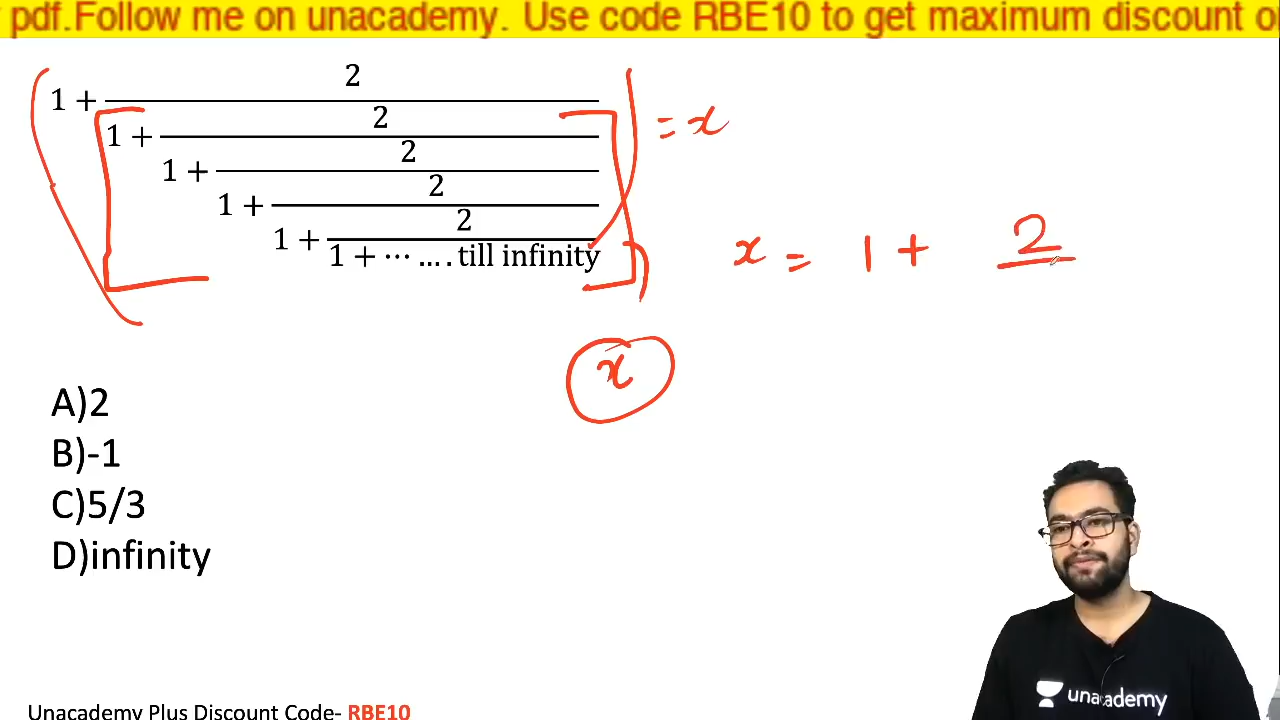 pdf.Follow me on unacademy. Use code RBE10 to get maximum discount o
2
1 +
2
1 +
2
1 +
2
1 +
2
1 +
1 + ⋯ … . till infinity
= x
x = 1 + 2
x
A)2
B)-1
C)5/3
D)infinity
unacademy
Unacademy Plus Discount Code- RBE10